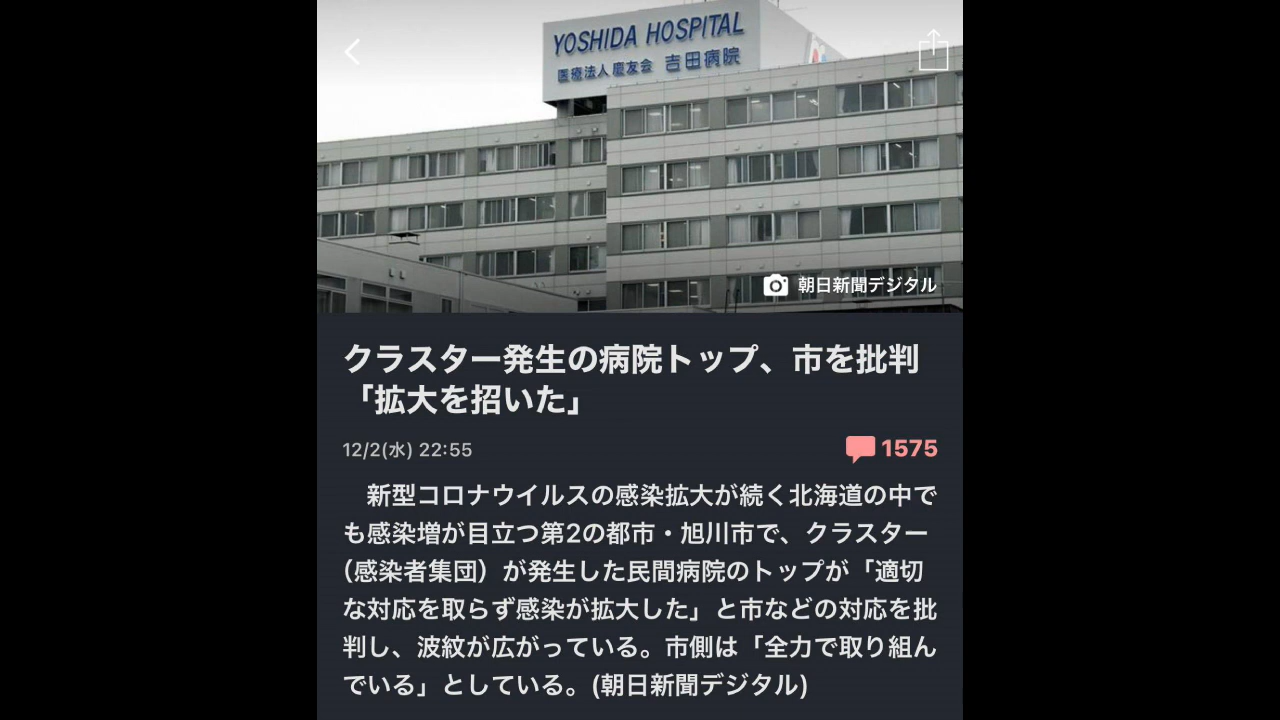 YOSHIDA HOSPITAL
医療法人慶友会 吉田病院
朝日新聞デジタル
クラスター発生の病院トップ、市を批判
「拡大を招いた」
12/2(水) 22:55
1575
新型コロナウイルスの感染拡大が続く北海道の中で
も感染増が目立つ第2の都市・旭川市で、クラスター
(感染者集団）が発生した民間病院のトップが「適切
な対応を取らず感染が拡大した」と市などの対応を批
判し、波紋が広がっている。市側は「全力で取り組ん
でいる」としている。(朝日新聞デジタル)